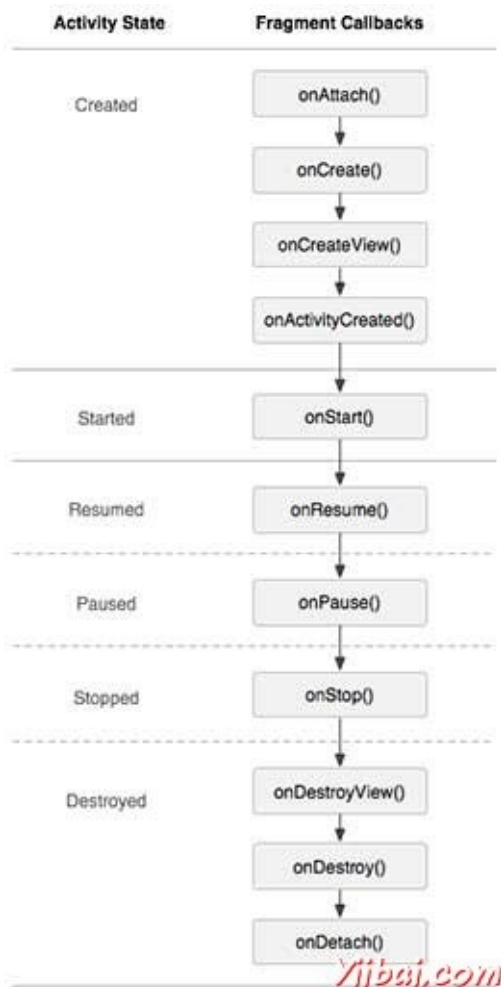 Activity State Fragment Callbacks
Created
onAttach()
onCreate()
onCreateView()
onActivityCreated()
Started
onStart()
Resumed
onResume()
Paused
onPause()
Stopped
onStop()
Destroyed
onDestroyView()
onDestroy()
onDetach()
Yiibai.com